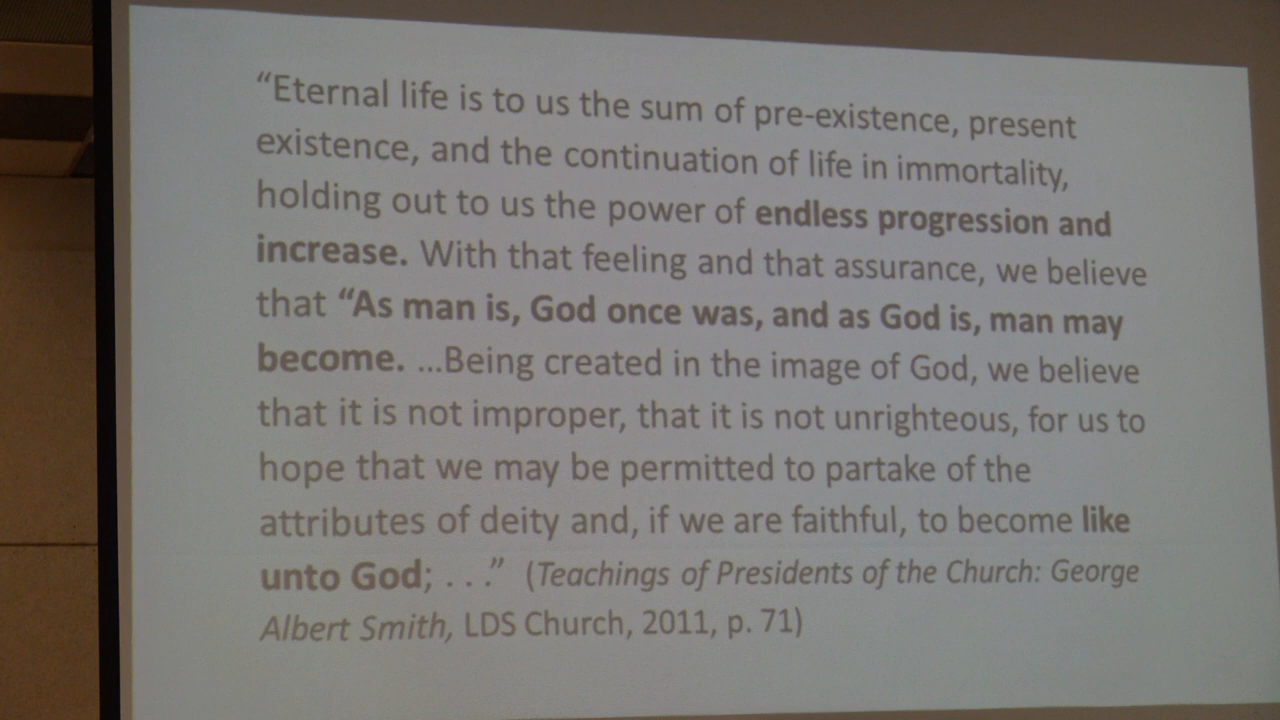 “Eternal life is to us the sum of pre-existence, present
existence, and the continuation of life in immortality,
holding out to us the power of endless progression and
increase. With that feeling and that assurance, we believe
that “As man is, God once was, and as God is, man may
become. ...Being created in the image of God, we believe
that it is not improper, that it is not unrighteous, for us to
hope that we may be permitted to partake of the
attributes of deity and, if we are faithful, to become like
unto God; . . .” (Teachings of Presidents of the Church: George
Albert Smith, LDS Church, 2011, p. 71)